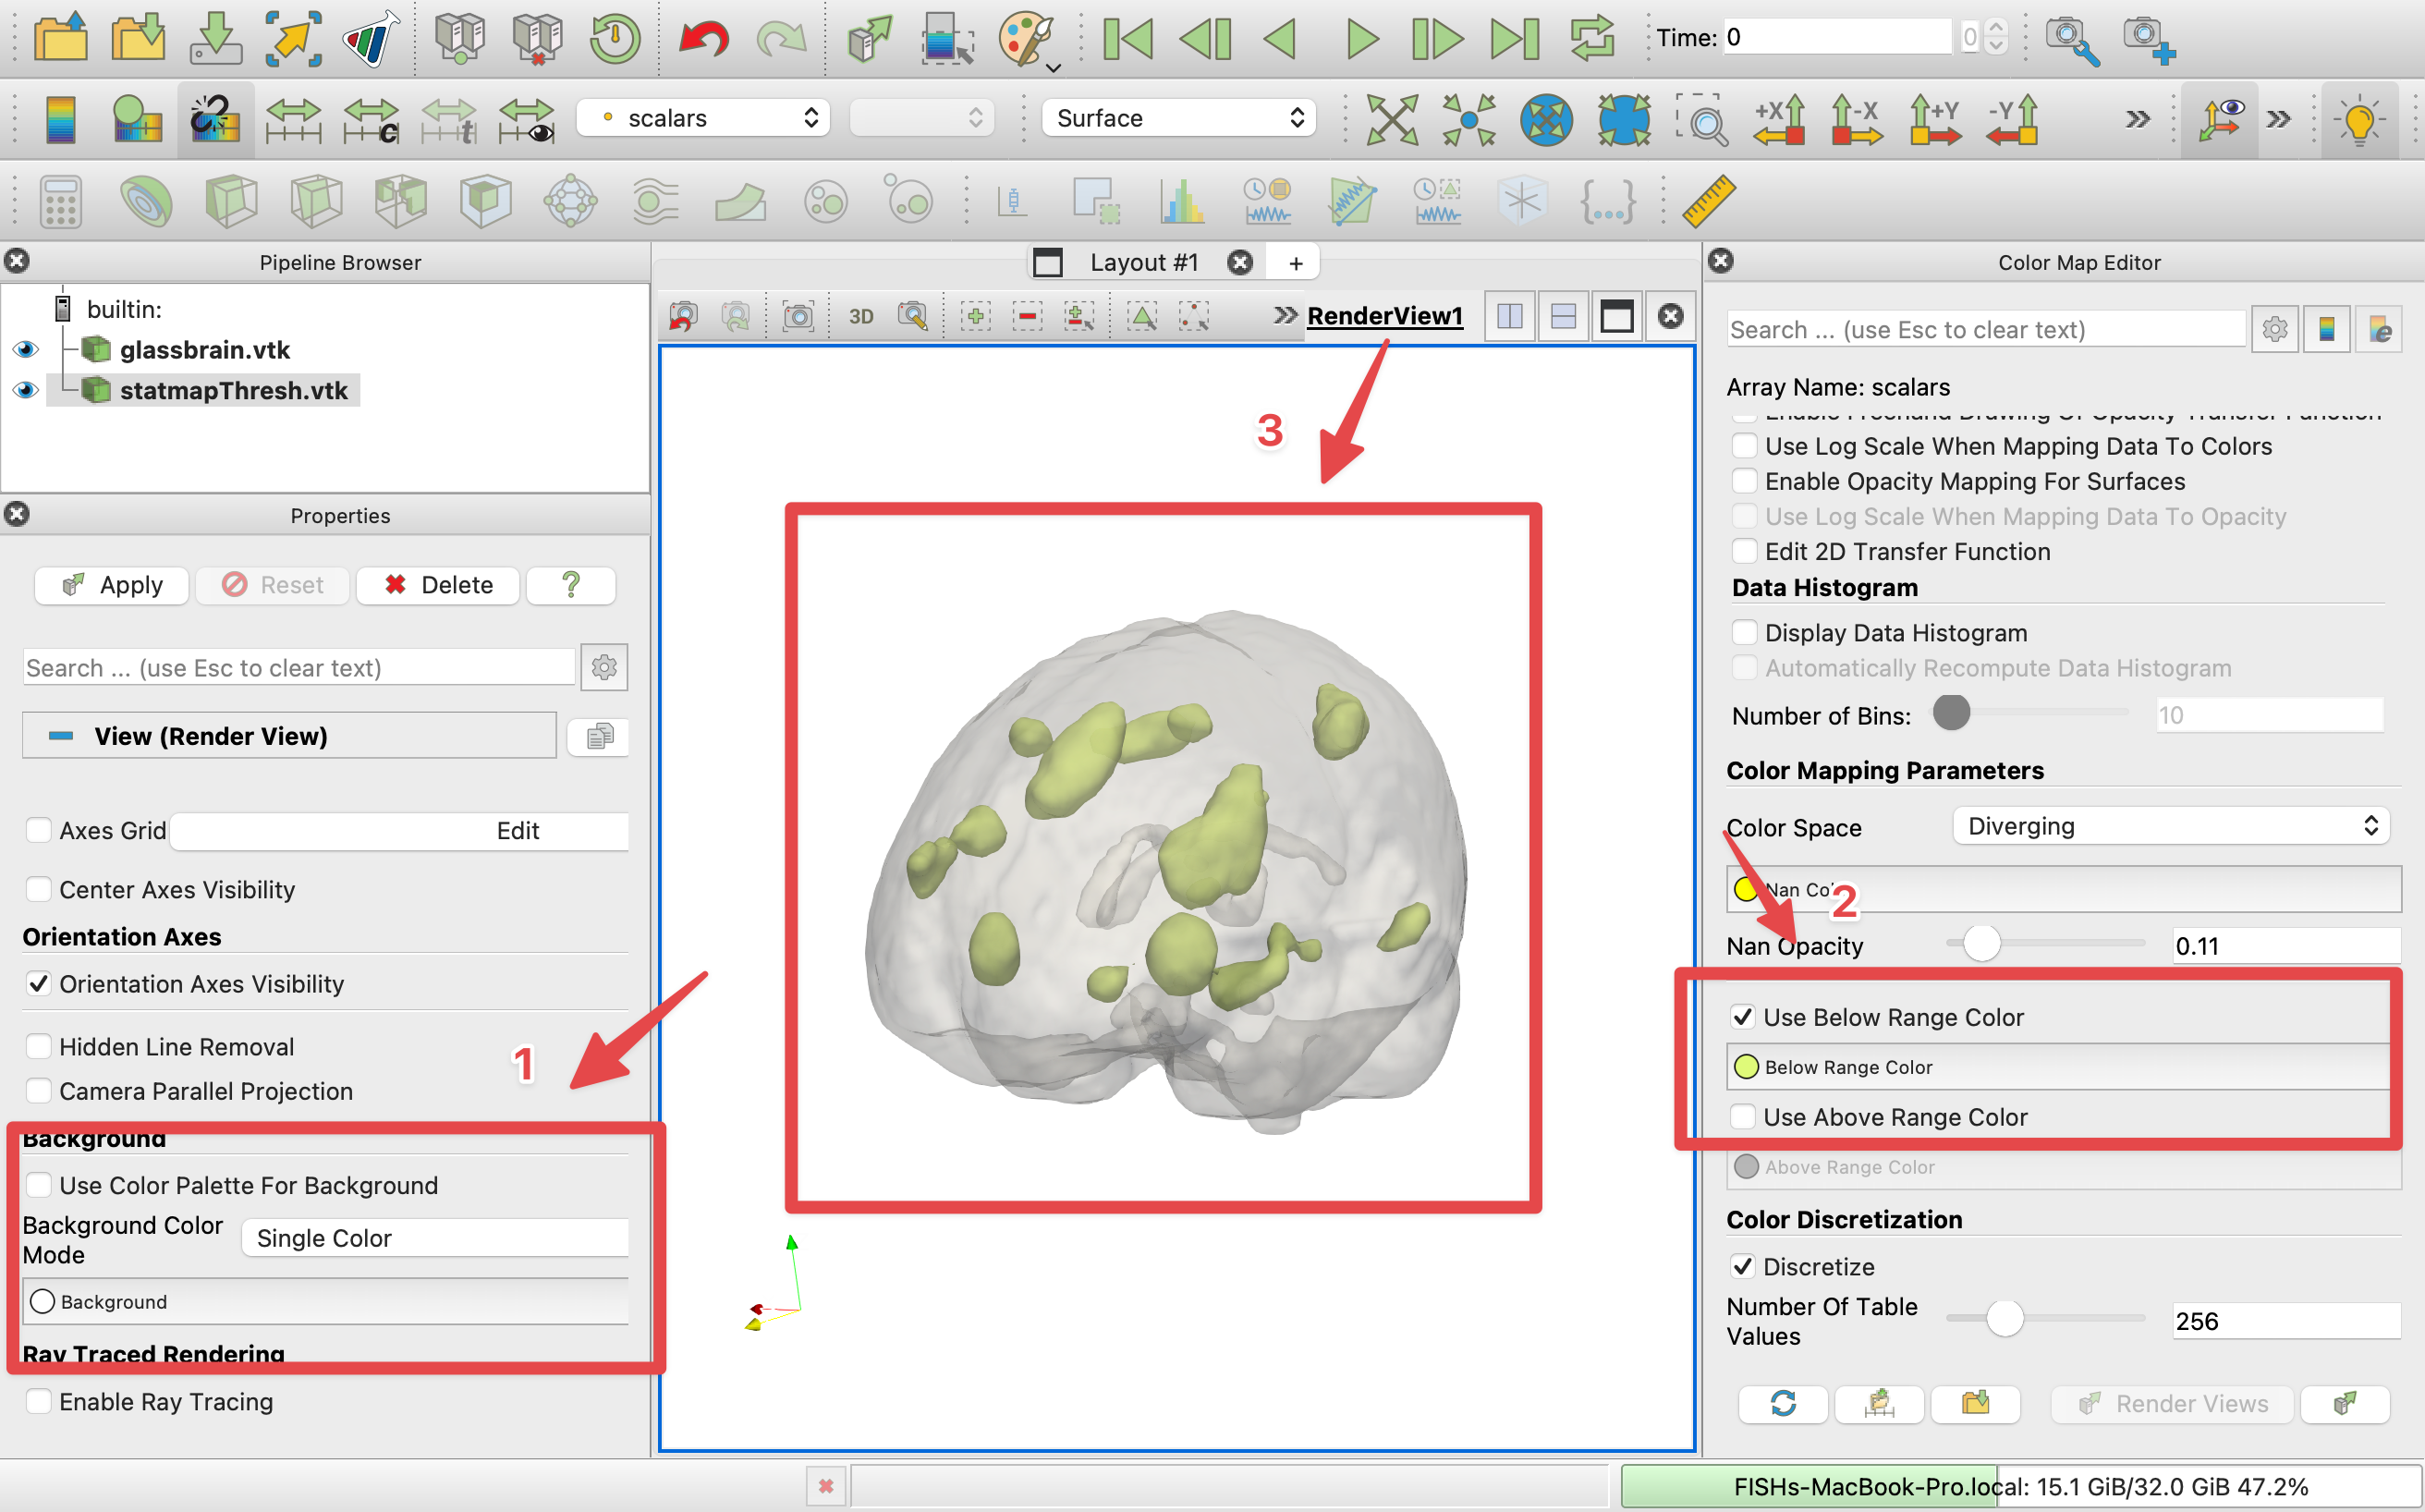 Time: 0
0
c
t
scalars
Surface
+X
-X
+Y
-Y
Pipeline Browser
Layout #1
+
Color Map Editor
builtin:
glassbrain.vtk
statmapThresh.vtk
3D
RenderView1
Search ... (use Esc to clear text)
e
Array Name: scalars
Enable Freehand Drawing Of Opacity Transfer Function
Use Log Scale When Mapping Data To Colors
Enable Opacity Mapping For Surfaces
Use Log Scale When Mapping Data To Opacity
Edit 2D Transfer Function
Data Histogram
Display Data Histogram
Automatically Recompute Data Histogram
Number of Bins:
10
Color Mapping Parameters
Color Space
Diverging
Nan Co
2
Nan Opacity
0.11
Use Below Range Color
Below Range Color
Use Above Range Color
Above Range Color
Color Discretization
Discretize
Number Of Table
Values
256
Render Views
3
Properties
Apply
Reset
Delete
?
Search ... (use Esc to clear text)
View (Render View)
Axes Grid
Edit
Center Axes Visibility
Orientation Axes
Orientation Axes Visibility
Hidden Line Removal
1
Camera Parallel Projection
Background
Use Color Palette For Background
Background Color
Mode
Single Color
Background
Ray Traced Rendering
Enable Ray Tracing
FISHs-MacBook-Pro.local: 15.1 GiB/32.0 GiB 47.2%